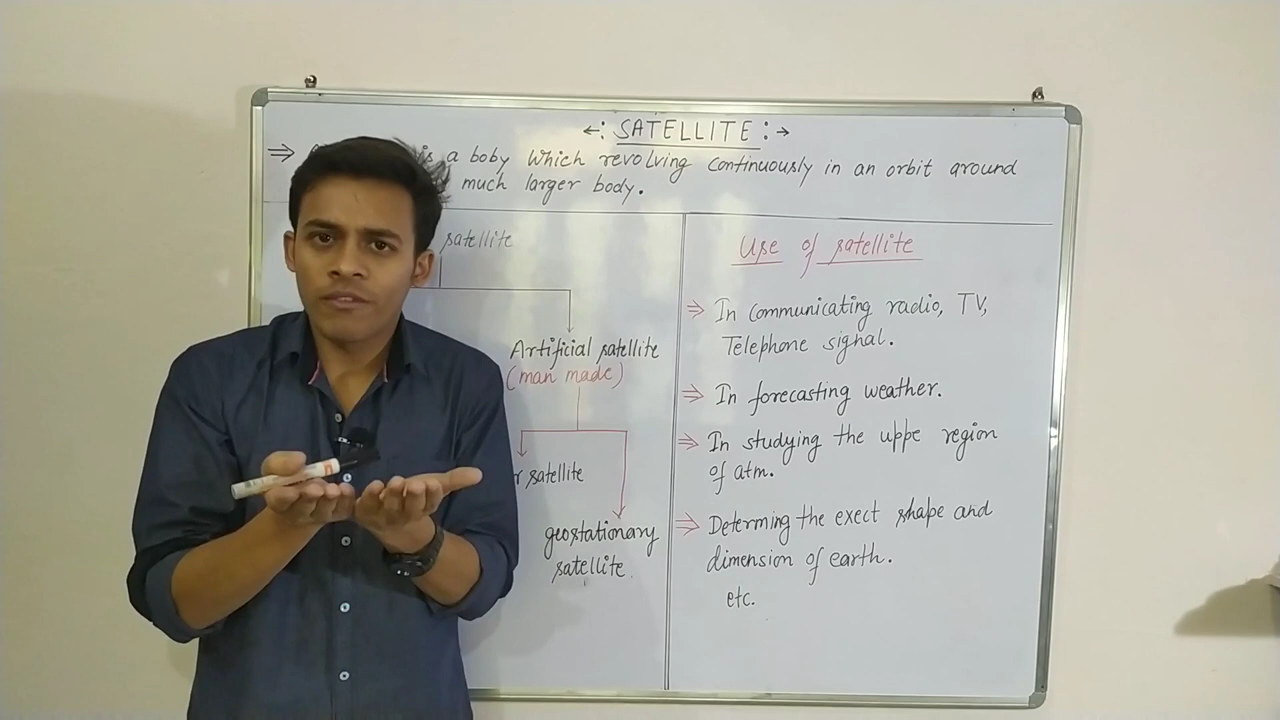 ←: SATELLITE :→
⇒ is a boby which revolving continuously in an orbit around
much larger body.
satellite
Artificial satellite
(man made)
r satellite
geostationary
satellite.
Use of satellite
⇒ In communicating radio, TV,
Telephone signal.
⇒ In forecasting weather.
⇒ In studying the uppe region
of atm.
⇒ Determing the exect shape and
dimension of earth.
etc.